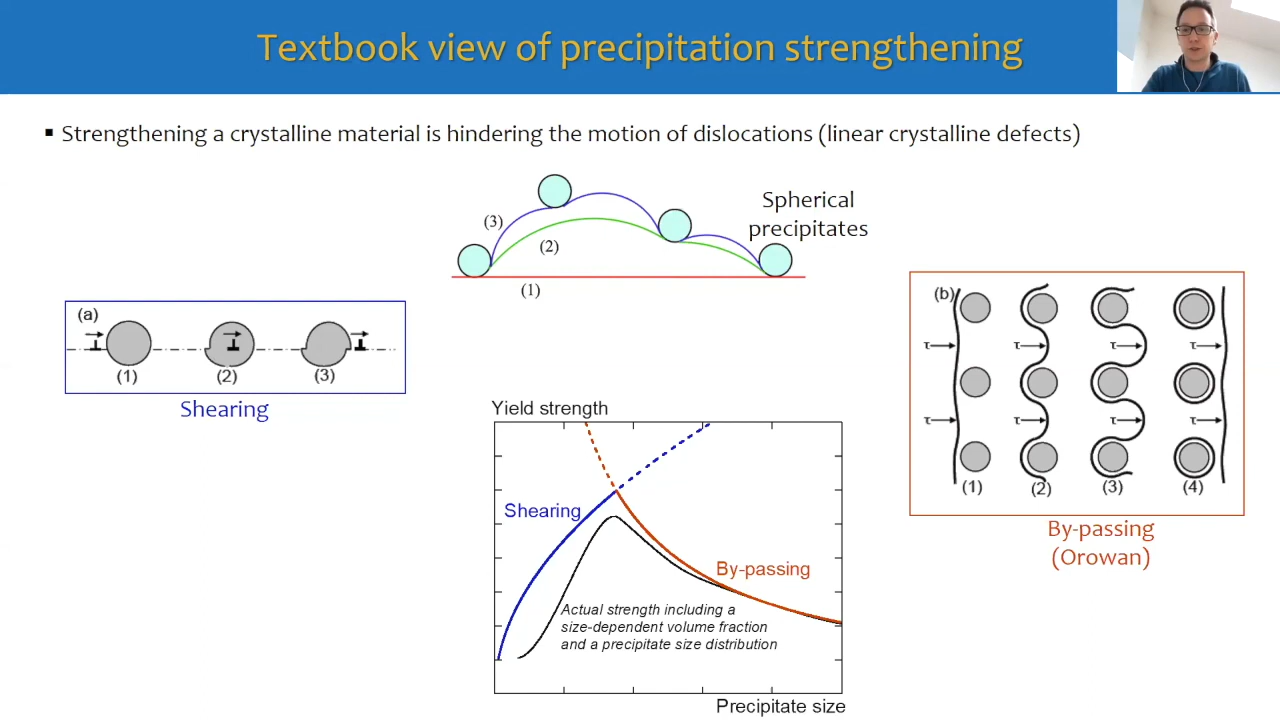 Textbook view of precipitation strengthening
▪ Strengthening a crystalline material is hindering the motion of dislocations (linear crystalline defects)
(3)
(2)
(1)
Spherical
precipitates
(a)
(1)
(2)
(3)
Shearing
Yield strength
Shearing
By-passing
Actual strength including a
size-dependent volume fraction
and a precipitate size distribution
Precipitate size
(b)
τ
τ
τ
τ
τ
τ
τ
τ
(1)
(2)
(3)
(4)
By-passing
(Orowan)